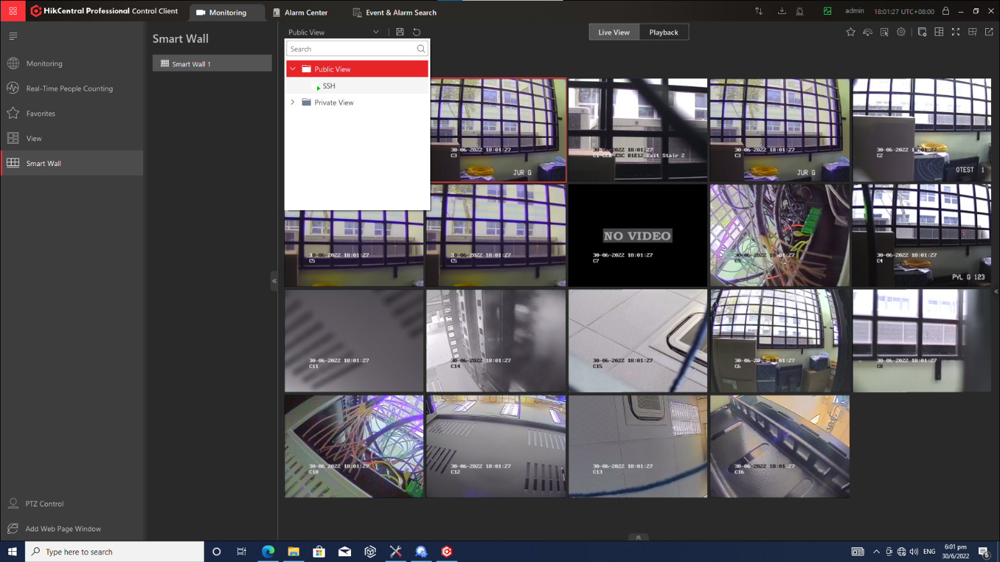 HikCentral Professional Control Client
Monitoring
Alarm Center
Event & Alarm Search
admin
18:01:27 UTC+08:00
Smart Wall
Public View
Live View
Playback
Monitoring
Real-Time People Counting
Favorites
View
Smart Wall
PTZ Control
Add Web Page Window
Smart Wall 1
Search
Public View
SSH
Private View
30-06-2022 18:01:27
C3
JUR G
30-06-2022 18:01:27
C1 CCK ESC B1E12 Exit Stair 2
30-06-2022 18:01:27
C3
JUR G
30-06-2022 18:01:27
C2
OTEST 1
30-06-2022 18:01:27
C5
30-06-2022 18:01:27
C5
NO VIDEO
30-06-2022 18:01:27
C7
30-06-2022 18:01:27
C9
30-06-2022 18:01:27
C4
PYL G 123
30-06-2022 18:01:27
C11
30-06-2022 18:01:27
C14
30-06-2022 18:01:27
C15
30-06-2022 18:01:27
C6
30-06-2022 18:01:27
C8
30-06-2022 18:01:27
C10
30-06-2022 18:01:27
C12
30-06-2022 18:01:27
C13
30-06-2022 18:01:27
C16
Type here to search
ENG
6:01 pm
30/6/2022
6